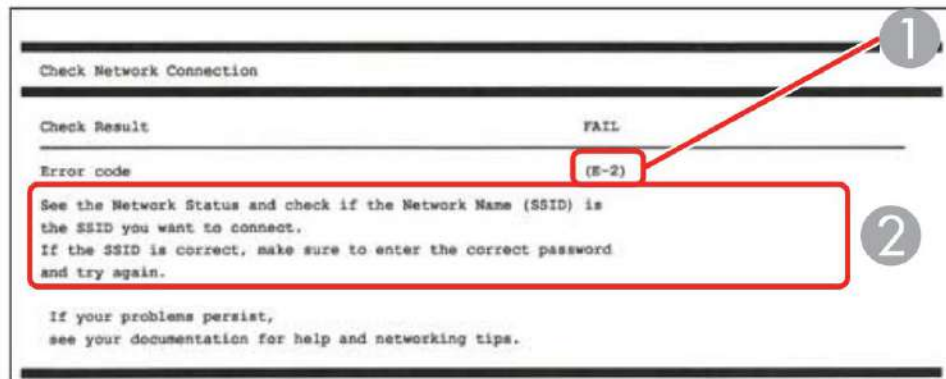 1
Check Network Connection
Check Result FAIL
Error code (E-2)
See the Network Status and check if the Network Name (SSID) is
the SSID you want to connect.
If the SSID is correct, make sure to enter the correct password
and try again.
2
If your problems persist,
see your documentation for help and networking tips.